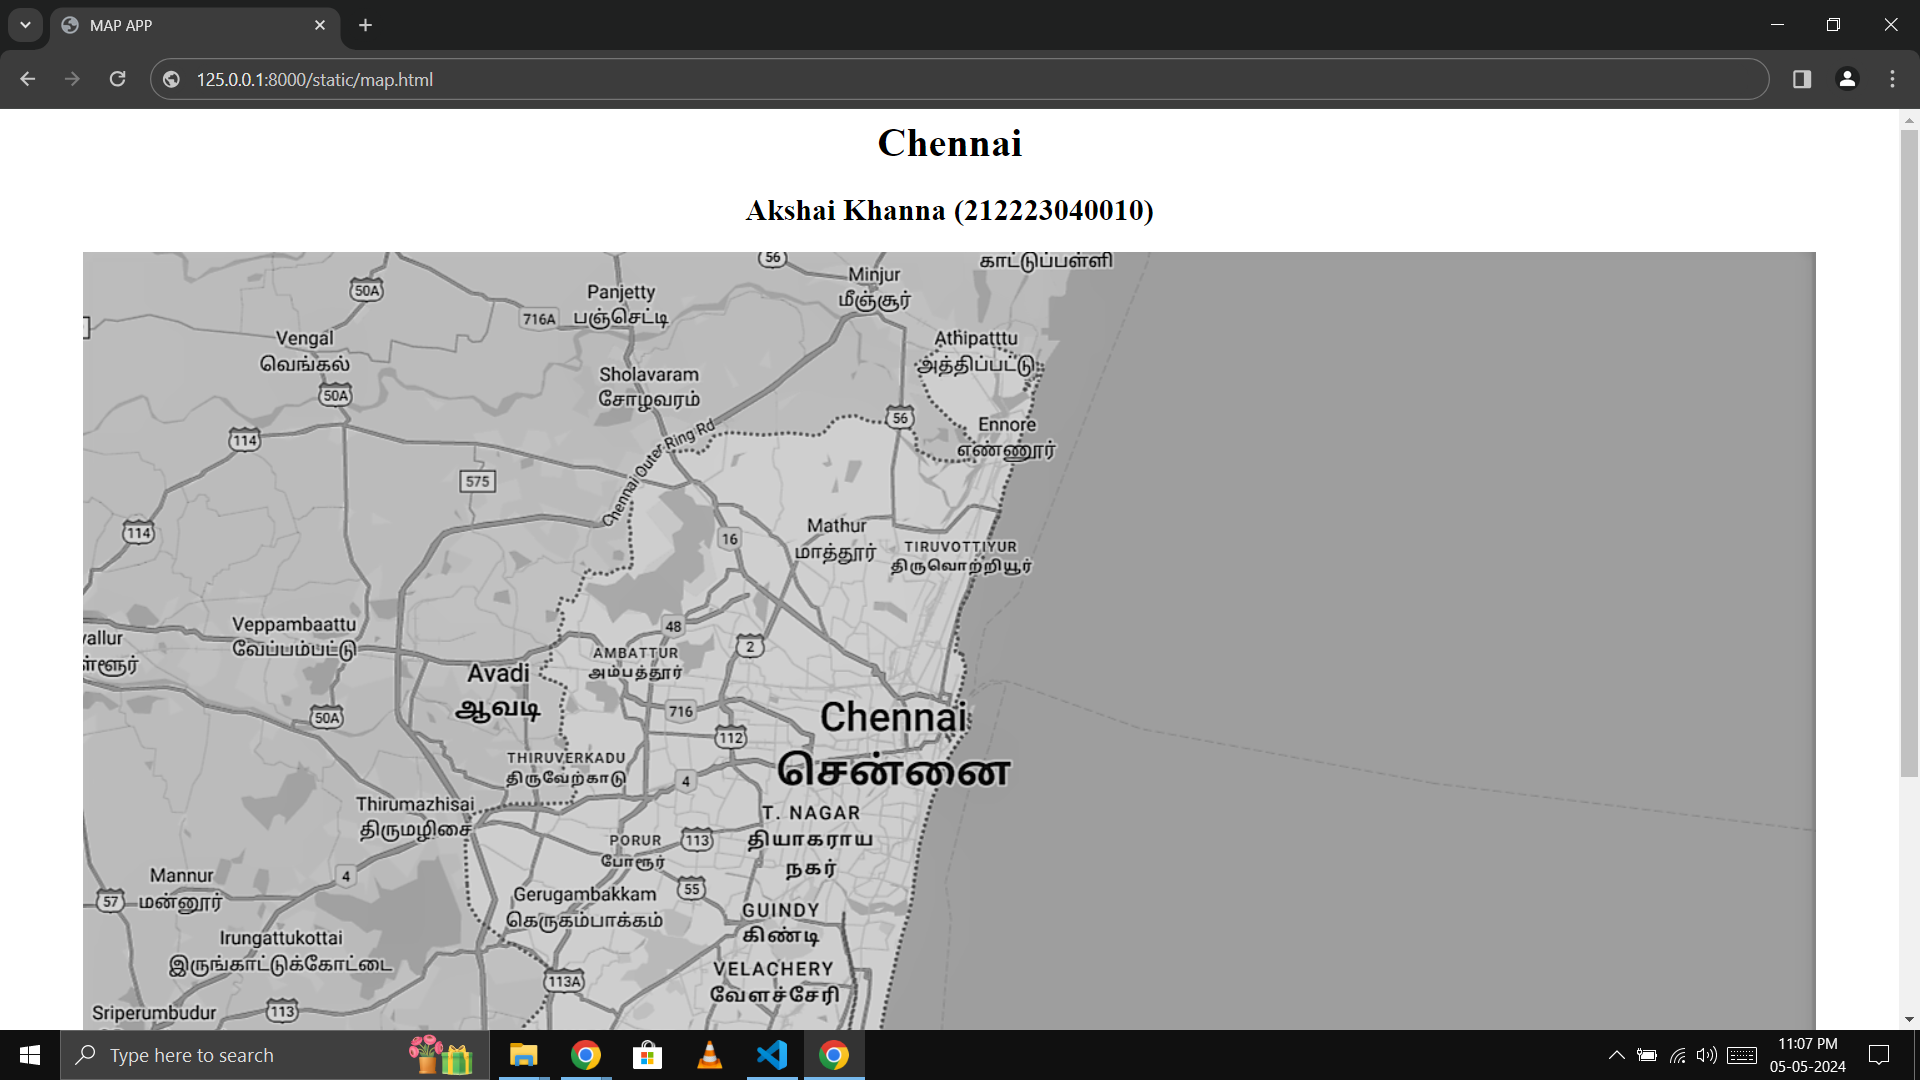 MAP APP
125.0.0.1:8000/static/map.html
Chennai
Akshai Khanna (212223040010)
56
காட்டுப்பள்ளி
Minjur
மீஞ்சூர்
50A
Panjetty
பஞ்செட்டி
716A
Vengal
வெங்கல்
Athipatttu
அத்திப்பட்டு
50A
Sholavaram
சோழவரம்
56
Ennore
எண்ணூர்
114
Chennai Outer Ring Rd
575
114
16
Mathur
மாத்தூர்
TIRUVOTTIYUR
திருவொற்றியூர்
Veppambaattu
வேப்பம்பட்டு
vallur
ள்ளூர்
48
2
AMBATTUR
அம்பத்தூர்
Avadi
ஆவடி
50A
716
112
Chennai
சென்னை
THIRUVERKADU
திருவேற்காடு
4
Thirumazhisai
திருமழிசை
T. NAGAR
தியாகராய
நகர்
PORUR
போரூர்
113
Mannur
மன்னூர்
4
57
55
Gerugambakkam
கெருகம்பாக்கம்
GUINDY
கிண்டி
Irungattukottai
இருங்காட்டுக்கோட்டை
VELACHERY
வேளச்சேரி
113A
Sriperumbudur
113
Type here to search
11:07 PM
05-05-2024